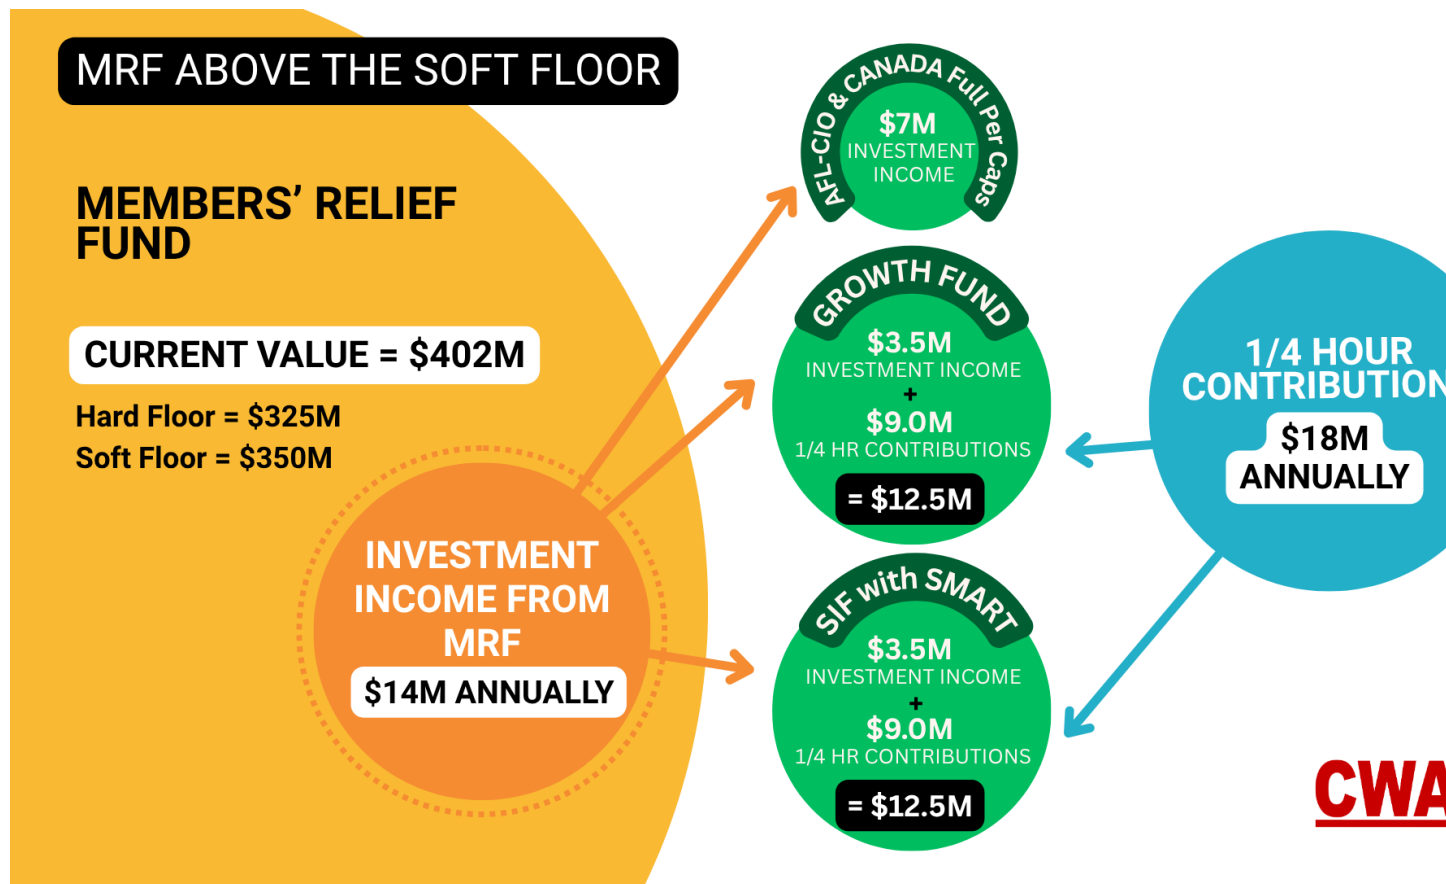 MRF ABOVE THE SOFT FLOOR
MEMBERS’ RELIEF
FUND
CURRENT VALUE = $402M
Hard Floor = $325M
Soft Floor = $350M
INVESTMENT
INCOME FROM
MRF
$14M ANNUALLY
AFL-CIO & CANADA Full Per Caps
$7M
INVESTMENT
INCOME
GROWTH FUND
$3.5M
INVESTMENT INCOME
+
$9.0M
1/4 HR CONTRIBUTIONS
= $12.5M
SIF with SMART
$3.5M
INVESTMENT INCOME
+
$9.0M
1/4 HR CONTRIBUTIONS
= $12.5M
1/4 HOUR
CONTRIBUTION
$18M
ANNUALLY
CWA